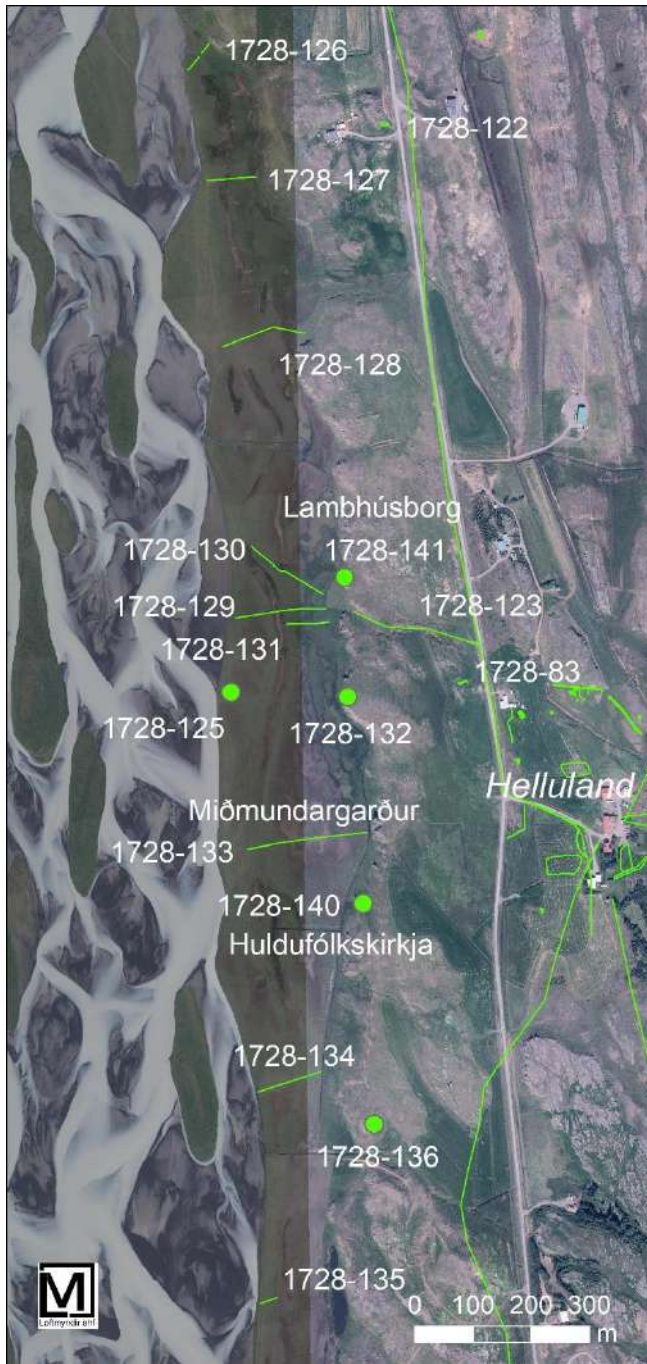 1728-126
1728-122
1728-127
1728-128
Lambhúsborg
1728-130
1728-141
1728-129
1728-123
1728-131
1728-83
1728-125
1728-132
Helluland
Miðmundargarður
1728-133
1728-140
Huldufólkskirkja
1728-134
1728-136
1728-135
0 100 200 300
m
M
Loftmyndir ehf